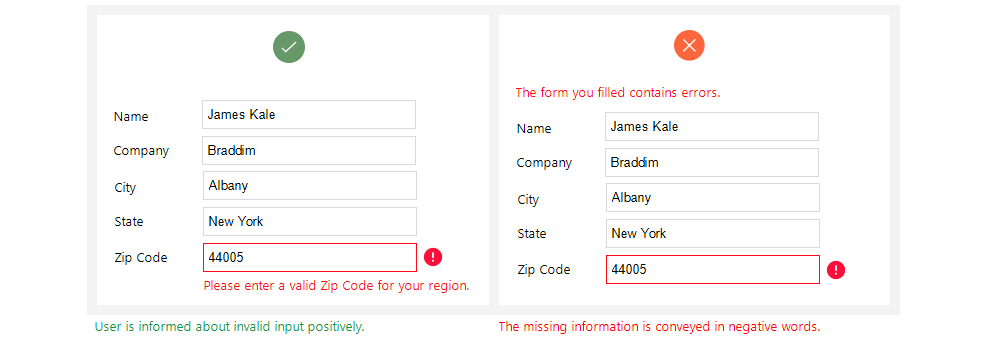 Name James Kale
Company Braddim
City Albany
State New York
Zip Code 44005
Please enter a valid Zip Code for your region.
User is informed about invalid input positively.
The form you filled contains errors.
Name James Kale
Company Braddim
City Albany
State New York
Zip Code 44005
The missing information is conveyed in negative words.